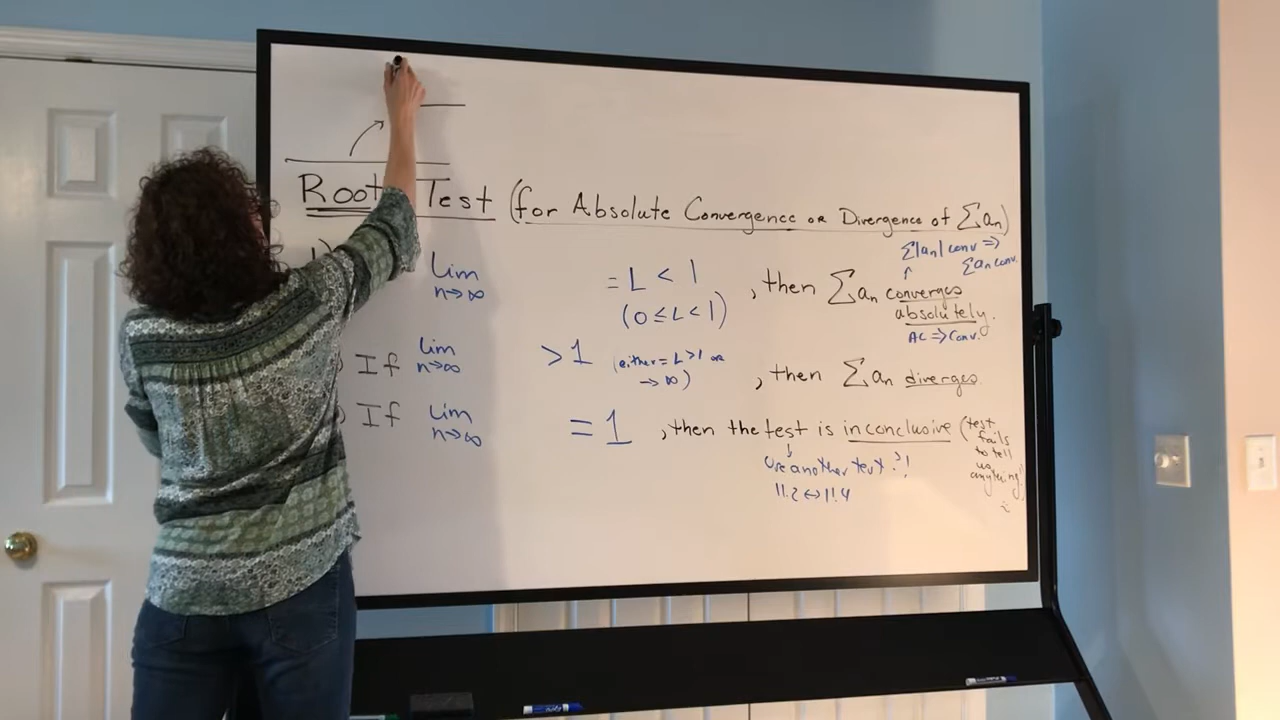 Root Test (for Absolute Convergence or Divergence of ∑an)
1) lim n→∞ = L < 1 , then ∑an converges absolutely.
(0 ≤ L < 1)
∑|an| conv ⇒ ∑an conv.
AC ⇒ Conv.
If lim n→∞ > 1 (either = L > 1 or → ∞) , then ∑an diverges
If lim n→∞ = 1 , then the test is inconclusive (test fails to tell us anything!)
Use another test?!
11.2 ↔ 11.4